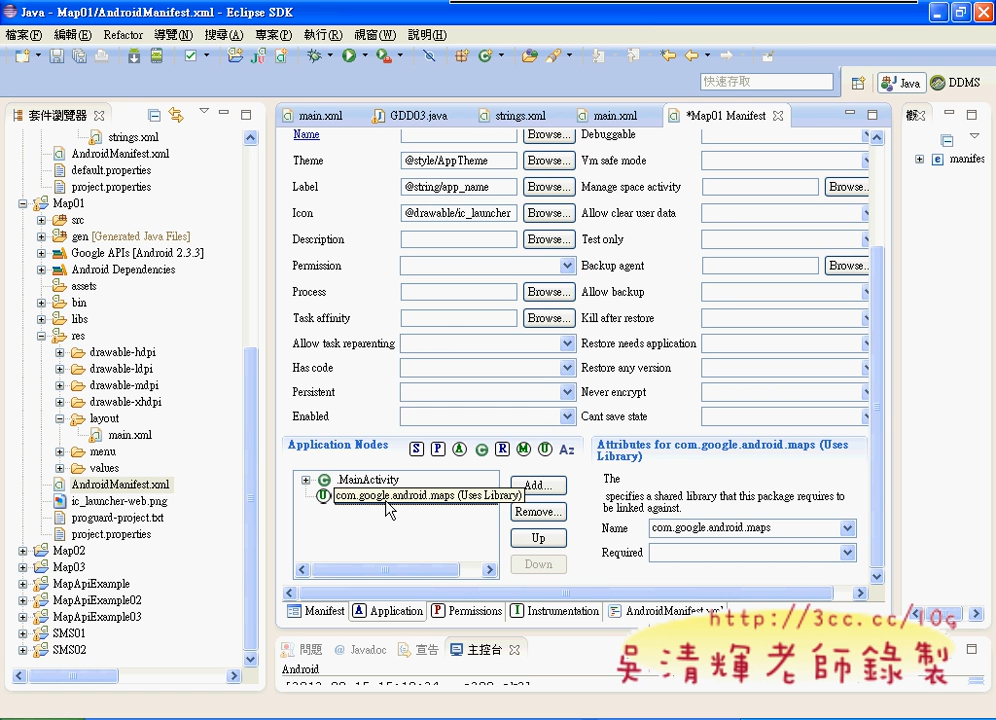 Java - Map01/AndroidManifest.xml - Eclipse SDK
檔案(F) 編輯(E) Refactor 導覽(N) 搜尋(A) 專案(P) 執行(R) 視窗(W) 說明(H)
快速存取
Java DDMS
套件瀏覽器
main.xml GDD03.java strings.xml main.xml *Map01 Manifest
strings.xml
AndroidManifest.xml
default.properties
project.properties
Map01
src
gen [Generated Java Files]
Google APIs [Android 2.3.3]
Android Dependencies
assets
bin
libs
res
drawable-hdpi
drawable-ldpi
drawable-mdpi
drawable-xhdpi
layout
main.xml
menu
values
AndroidManifest.xml
ic_launcher-web.png
proguard-project.txt
project.properties
Map02
Map03
MapApiExample
MapApiExample02
MapApiExample03
SMS01
SMS02
Name Browse... Debuggable
Theme @style/AppTheme Browse... Vm safe mode
Label @string/app_name Browse... Manage space activity Browse...
Icon @drawable/ic_launcher Browse... Allow clear user data
Description Browse... Test only
Permission Backup agent Browse...
Process Browse... Allow backup
Task affinity Browse... Kill after restore
Allow task reparenting Restore needs application
Has code Restore any version
Persistent Never encrypt
Enabled Cant save state
Application Nodes S P A C R M U Az
.MainActivity
com.google.android.maps (Uses Library)
Add...
Remove...
Up
Down
Attributes for com.google.android.maps (Uses
Library)
The
specifies a shared library that this package requires to
be linked against.
Name com.google.android.maps
Required
Manifest Application Permissions Instrumentation AndroidManifest.xml
問題 Javadoc 宣告 主控台
Android
manifes
http://3cc.cc/10g
吳清輝老師錄製